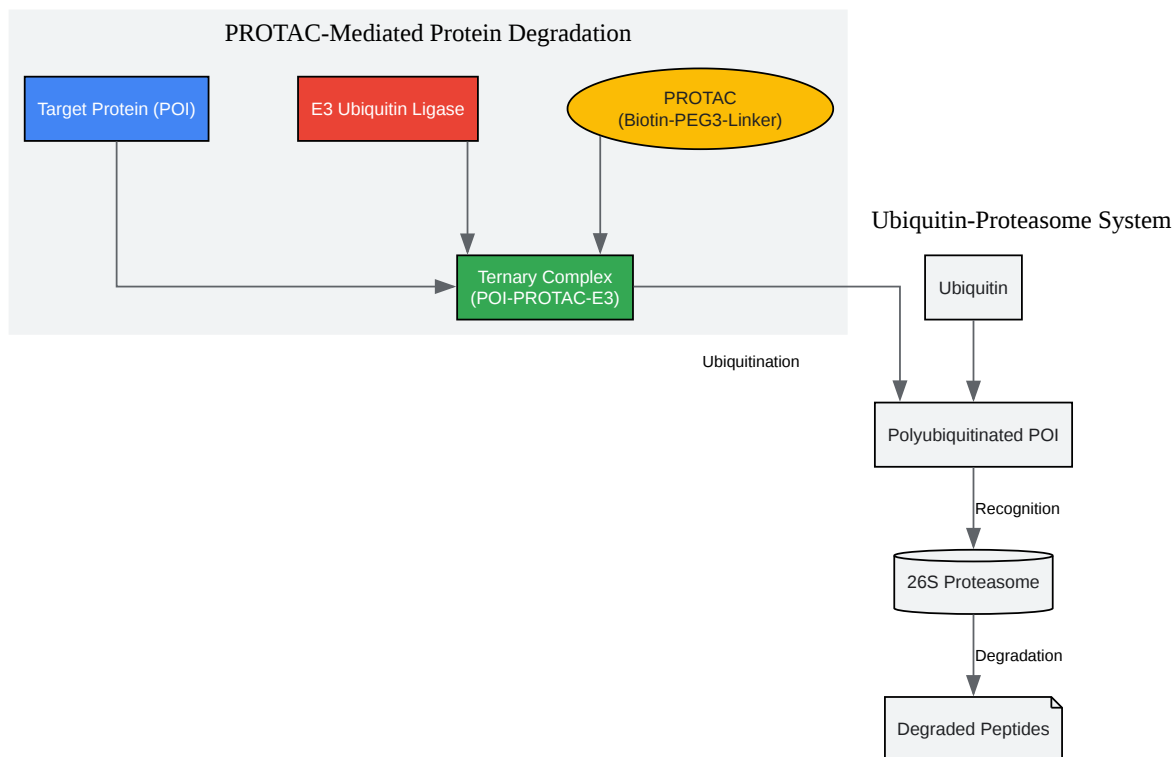 PROTAC-Mediated Protein Degradation
Target Protein (POI)
E3 Ubiquitin Ligase
PROTAC
(Biotin-PEG3-Linker)
Ubiquitin-Proteasome System
Ternary Complex
(POI-PROTAC-E3)
Ubiquitin
Ubiquitination
Polyubiquitinated POI
Recognition
26S Proteasome
Degradation
Degraded Peptides